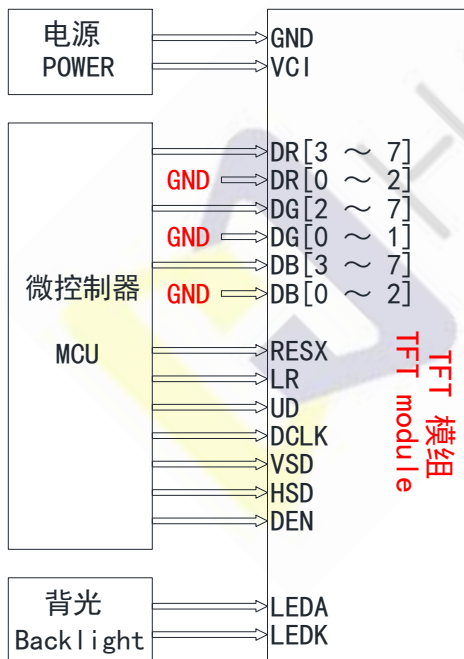 电源
POWER
GND
VCI
微控制器
MCU
DR[3 ~ 7]
GND
DR[0 ~ 2]
DG[2 ~ 7]
GND
DG[0 ~ 1]
DB[3 ~ 7]
GND
DB[0 ~ 2]
RESX
LR
UD
DCLK
VSD
HSD
DEN
TFT 模组
TFT module
背光
Backlight
LEDA
LEDK